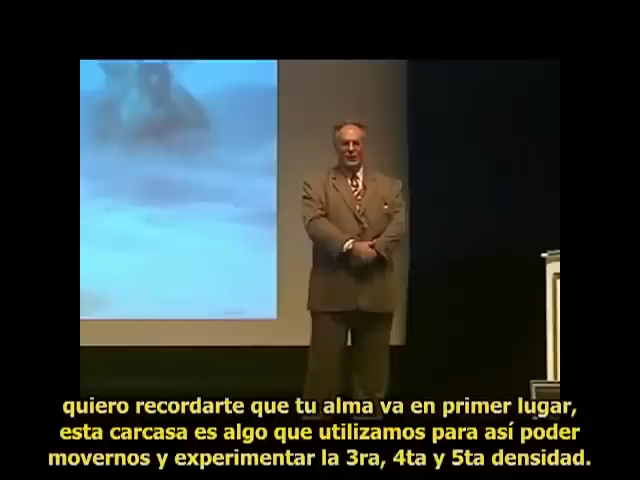 quiero recordarte que tu alma va en primer lugar,
esta carcasa es algo que utilizamos para así poder
movernos y experimentar la 3ra, 4ta y 5ta densidad.